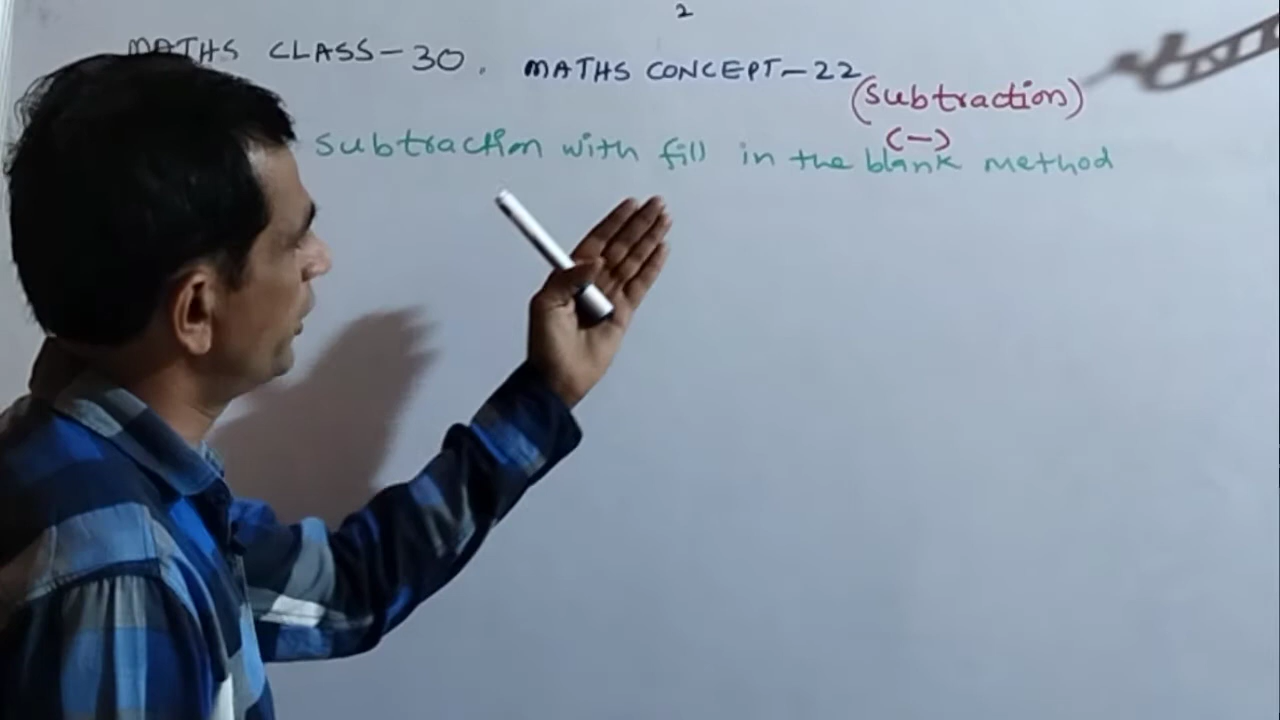 2
MATHS CLASS-30. MATHS CONCEPT-22
(subtraction)
(-)
subtraction with fill in the blank method